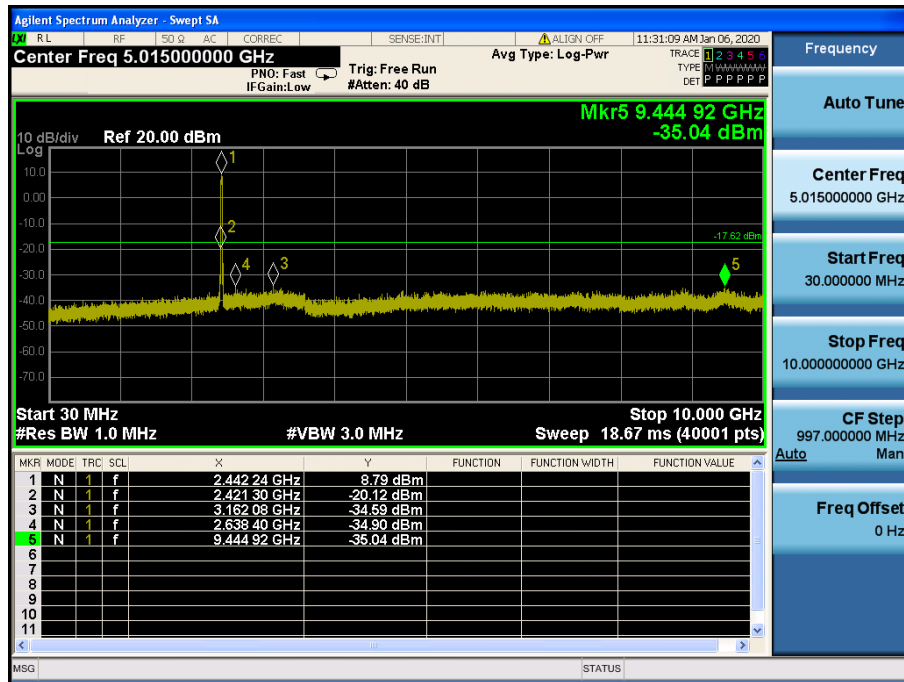 Agilent Spectrum Analyzer - Swept SA
LXI RL RF 50 Ω AC CORREC SENSE:INT ALIGN OFF 11:31:09 AM Jan 06, 2020
Center Freq 5.015000000 GHz
PNO: Fast
IFGain:Low
Trig: Free Run
#Atten: 40 dB
Avg Type: Log-Pwr
TRACE 1 2 3 4 5 6
TYPE M WWWWW
DET P P P P P P
Mkr5 9.444 92 GHz
-35.04 dBm
10 dB/div Ref 20.00 dBm
Log
10.0
0.00
-10.0
-20.0
-30.0
-40.0
-50.0
-60.0
-70.0
1
2
4
3
5
-17.62 dBm
Start 30 MHz Stop 10.000 GHz
#Res BW 1.0 MHz #VBW 3.0 MHz Sweep 18.67 ms (40001 pts)
MKR MODE TRC SCL X Y FUNCTION FUNCTION WIDTH FUNCTION VALUE
1 N 1 f 2.442 24 GHz 8.79 dBm
2 N 1 f 2.421 30 GHz -20.12 dBm
3 N 1 f 3.162 08 GHz -34.59 dBm
4 N 1 f 2.638 40 GHz -34.90 dBm
5 N 1 f 9.444 92 GHz -35.04 dBm
6
7
8
9
10
11
MSG STATUS
Frequency
Auto Tune
Center Freq
5.015000000 GHz
Start Freq
30.000000 MHz
Stop Freq
10.000000000 GHz
CF Step
997.000000 MHz
Auto Man
Freq Offset
0 Hz